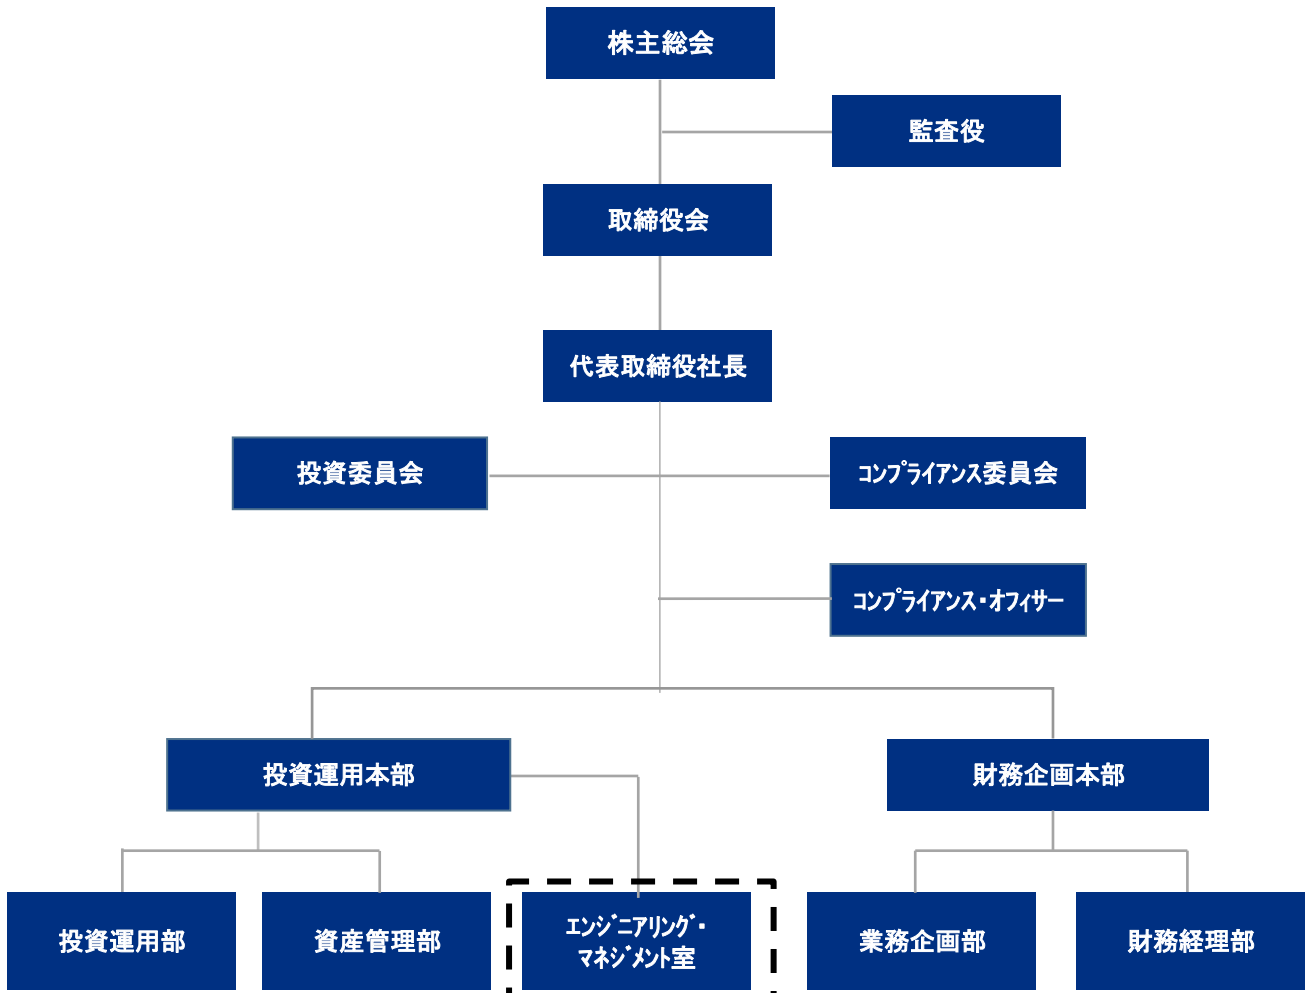 株主総会
監査役
取締役会
代表取締役社長
投資委員会
ｺﾝﾌﾟﾗｲｱﾝｽ委員会
ｺﾝﾌﾟﾗｲｱﾝｽ・ｵﾌｨｻｰ
投資運用本部
財務企画本部
投資運用部
資産管理部
ｴﾝｼﾞﾆｱﾘﾝｸﾞ・
ﾏﾈｼﾞﾒﾝﾄ室
業務企画部
財務経理部